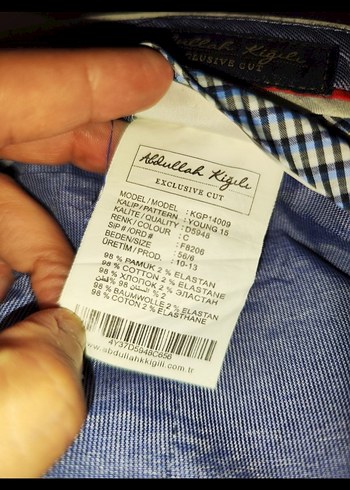 Abdullah Kiğılı
EXCLUSIVE CUT
Abdullah Kiğılı
EXCLUSIVE CUT
MODEL / MODEL : KGP14009
KALIP / PATTERN : YOUNG 15
KALİTE / QUALITY : D5948
RENK / COLOUR : C
SİP # / ORD # : F8206
BEDEN/SIZE : 56/6
ÜRETİM / PROD. : 10-13
98 % PAMUK 2 % ELASTAN
98 % COTTON 2 % ELASTANE
98 % ХЛОПОК 2 % ЭЛАСТАН
98 % BAUMWOLLE 2 % ELASTAN
98 % COTON 2 % ELASTHANE
4Y37D5948C656
www.abdullahkigili.com.tr